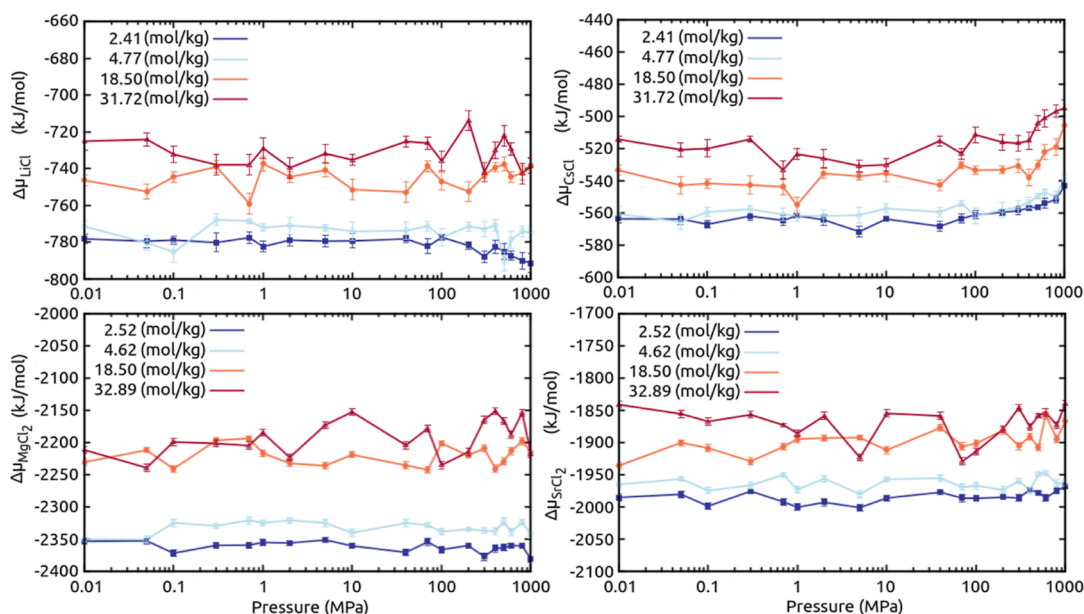 -660
-680
-700
-720
-740
-760
-780
-800
0.01 0.1 1 10 100 1000
Δμ_LiCl (kJ/mol)
2.41 (mol/kg)
4.77 (mol/kg)
18.50 (mol/kg)
31.72 (mol/kg)
-440
-460
-480
-500
-520
-540
-560
-580
-600
0.01 0.1 1 10 100 1000
Δμ_CsCl (kJ/mol)
2.41 (mol/kg)
4.77 (mol/kg)
18.50 (mol/kg)
31.72 (mol/kg)
-2000
-2050
-2100
-2150
-2200
-2250
-2300
-2350
-2400
0.01 0.1 1 10 100 1000
Δμ_MgCl₂ (kJ/mol)
2.52 (mol/kg)
4.62 (mol/kg)
18.50 (mol/kg)
32.89 (mol/kg)
Pressure (MPa)
-1700
-1750
-1800
-1850
-1900
-1950
-2000
-2050
-2100
0.01 0.1 1 10 100 1000
Δμ_SrCl₂ (kJ/mol)
2.52 (mol/kg)
4.62 (mol/kg)
18.50 (mol/kg)
32.89 (mol/kg)
Pressure (MPa)